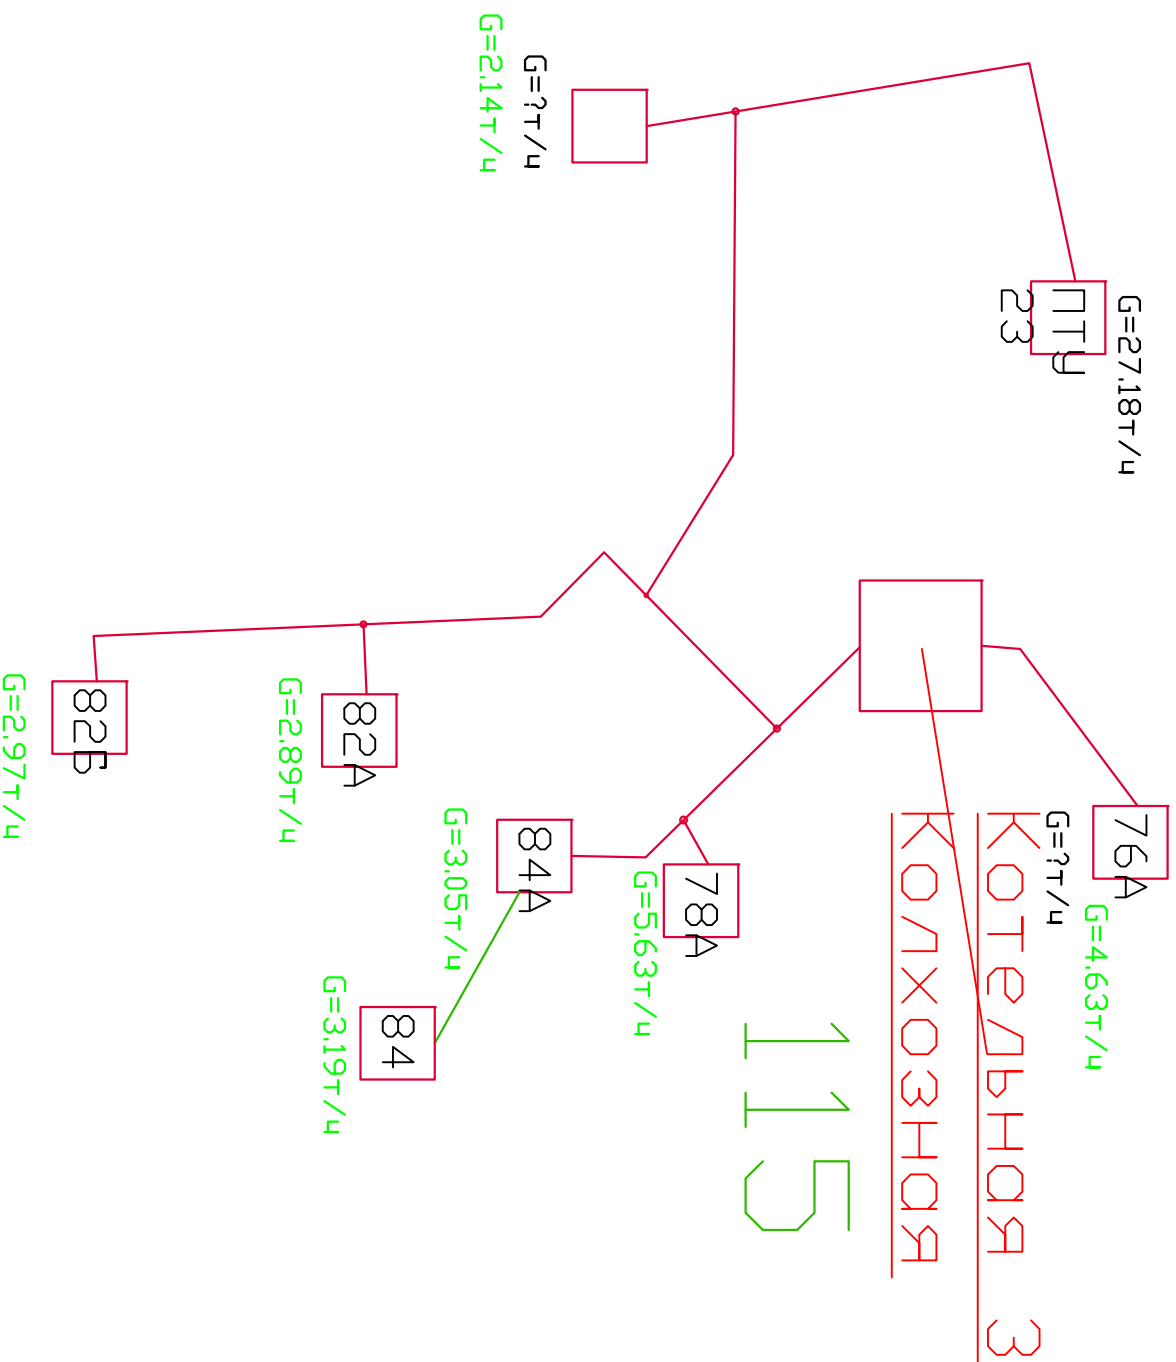 Котельная 3
Колхозная
115
76А
G=?т/ч
G=4.63т/ч
ПТУ
23
G=27.18т/ч
G=?т/ч
G=2.14т/ч
78А
G=5.63т/ч
84А
G=3.05т/ч
84
G=3.19т/ч
82А
G=2.89т/ч
82Б
G=2.97т/ч